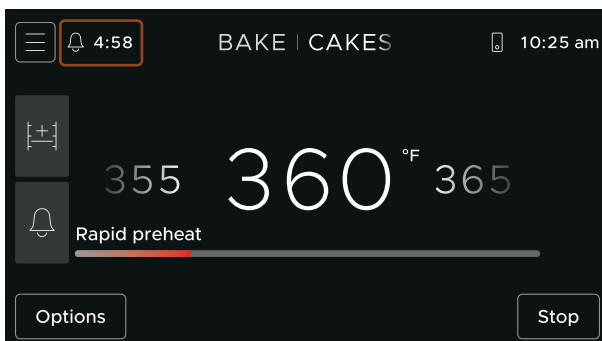 4:58
BAKE | CAKES
10:25 am
355
360 °F
365
Rapid preheat
Options
Stop